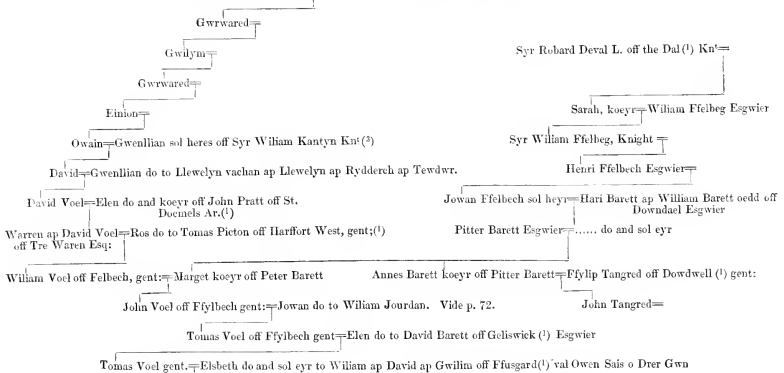 Gwrwared
Gwilym
Syr Robard Deval L. off the Dal (1) Knt
Gwrwared
Einion
Sarah, koeyr Wiliam Ffelbeg Esgwier
Owain Gwenllian sol heres off Syr Wiliam Kantyn Knt (3)
Syr Wiliam Ffelbeg, Knight
David Gwenllian do to Llewelyn vachan ap Llewelyn ap Rydderch ap Tewdwr.
Henri Ffelbech Esgwier
David Voel Elen do and koeyr off John Pratt off St. Docmels Ar.(1)
Jowan Ffelbech sol heyr Hari Barett ap William Barett oedd off Downdael Esgwier
Warren ap David Voel Ros do to Tomas Picton off Harffort West, gent;(1)
off Tre Waren Esq:
Pitter Barett Esgwier ...... do and sol eyr
Wiliam Voel off Felbech, gent: Marget koeyr off Peter Barett
Annes Barett koeyr off Pitter Barett Ffylip Tangred off Dowdwell (1) gent:
John Voel off Ffylbech gent: Jowan do to Wiliam Jourdan. Vide p. 72.
John Tangred
Tomas Voel off Ffylbech gent Elen do to David Barett off Geliswick (1) Esgwier
Tomas Voel gent. Elsbeth do and sol eyr to Wiliam ap David ap Gwilim off Ffusgard(1) val Owen Sais o Drer Gwn